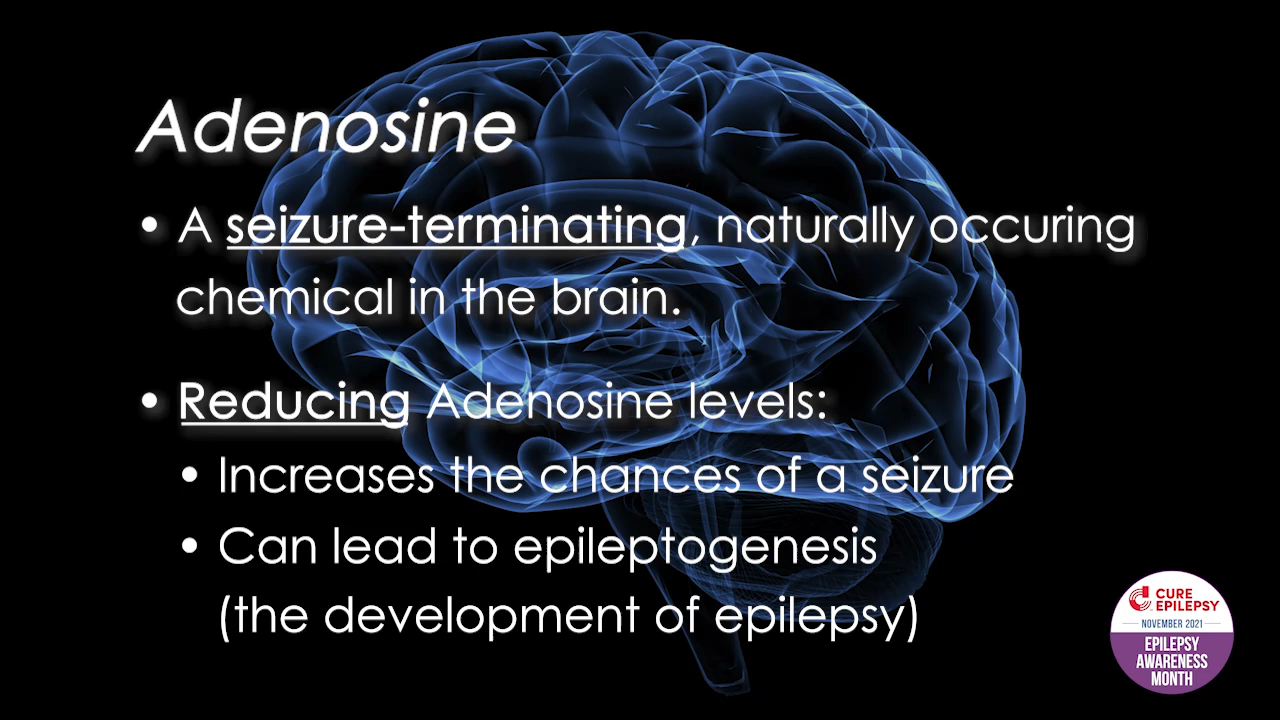 Adenosine
• A seizure-terminating, naturally occuring
chemical in the brain.
• Reducing Adenosine levels:
• Increases the chances of a seizure
• Can lead to epileptogenesis
(the development of epilepsy)
CURE
EPILEPSY
NOVEMBER 2021
EPILEPSY
AWARENESS
MONTH